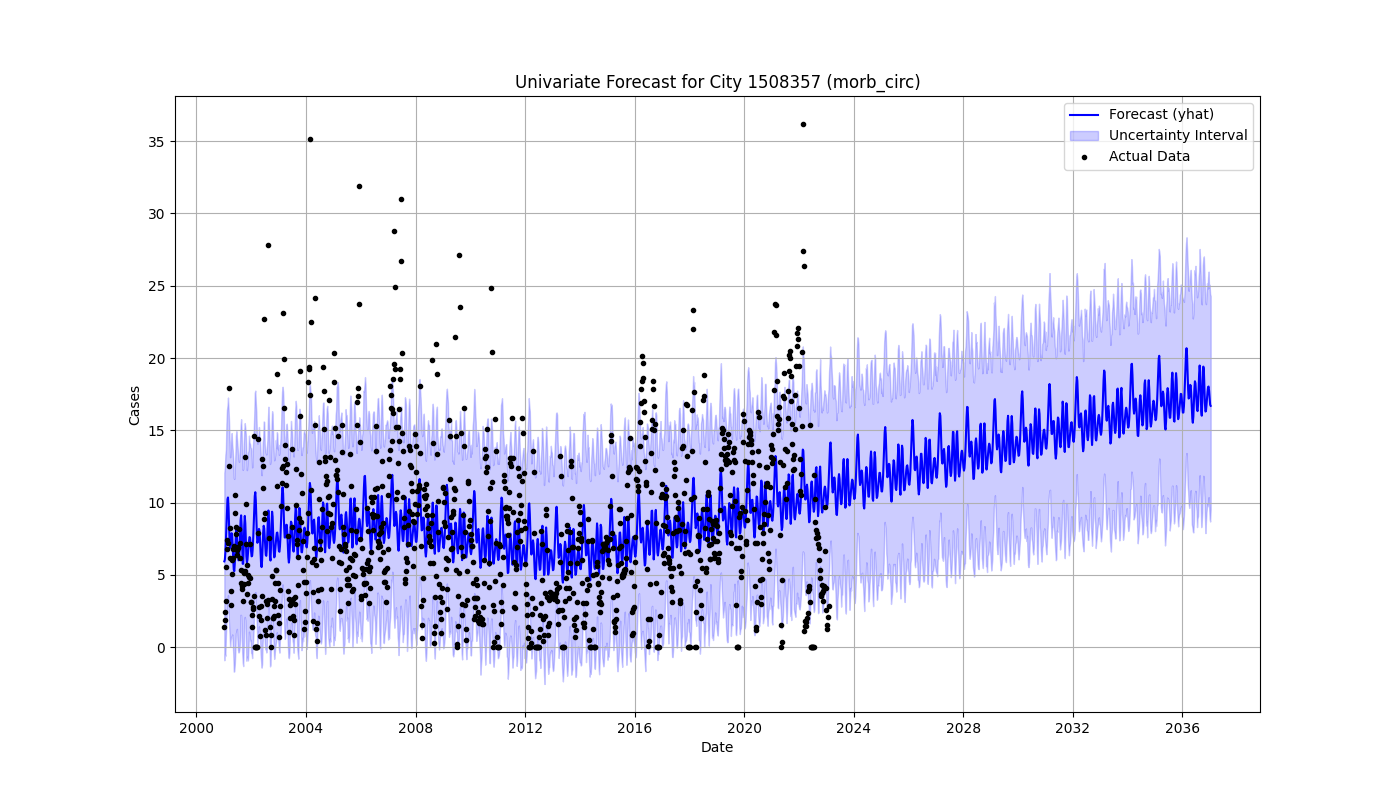 Univariate Forecast for City 1508357 (morb_circ)
Forecast (yhat)
Uncertainty Interval
Actual Data
Cases
35
30
25
20
15
10
5
0
2000 2004 2008 2012 2016 2020 2024 2028 2032 2036
Date